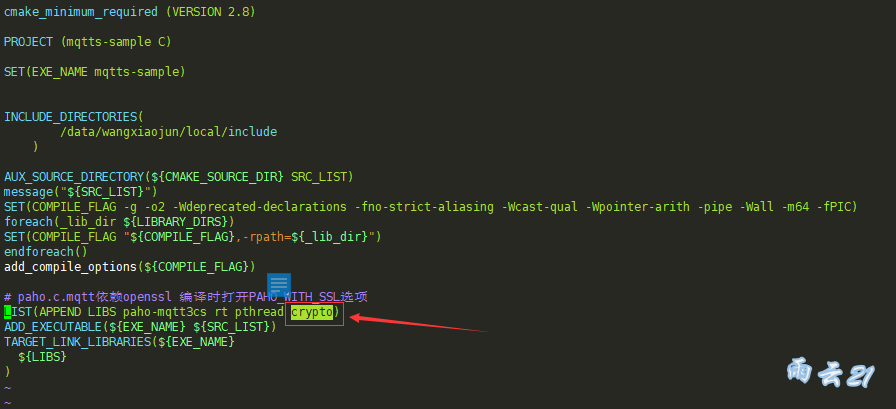 cmake_minimum_required (VERSION 2.8)
PROJECT (mqtts-sample C)
SET(EXE_NAME mqtts-sample)
INCLUDE_DIRECTORIES(
/data/wangxiaojun/local/include
)
AUX_SOURCE_DIRECTORY(${CMAKE_SOURCE_DIR} SRC_LIST)
message("${SRC_LIST}")
SET(COMPILE_FLAG -g -o2 -Wdeprecated-declarations -fno-strict-aliasing -Wcast-qual -Wpointer-arith -pipe -Wall -m64 -fPIC)
foreach(_lib_dir ${LIBRARY_DIRS})
SET(COMPILE_FLAG "${COMPILE_FLAG},-rpath=${_lib_dir}")
endforeach()
add_compile_options(${COMPILE_FLAG})
# paho.c.mqtt依赖openssl 编译时打开PAHO_WITH_SSL选项
LIST(APPEND LIBS paho-mqtt3cs rt pthread crypto)
ADD_EXECUTABLE(${EXE_NAME} ${SRC_LIST})
TARGET_LINK_LIBRARIES(${EXE_NAME}
${LIBS}
)
~
~
雨云21